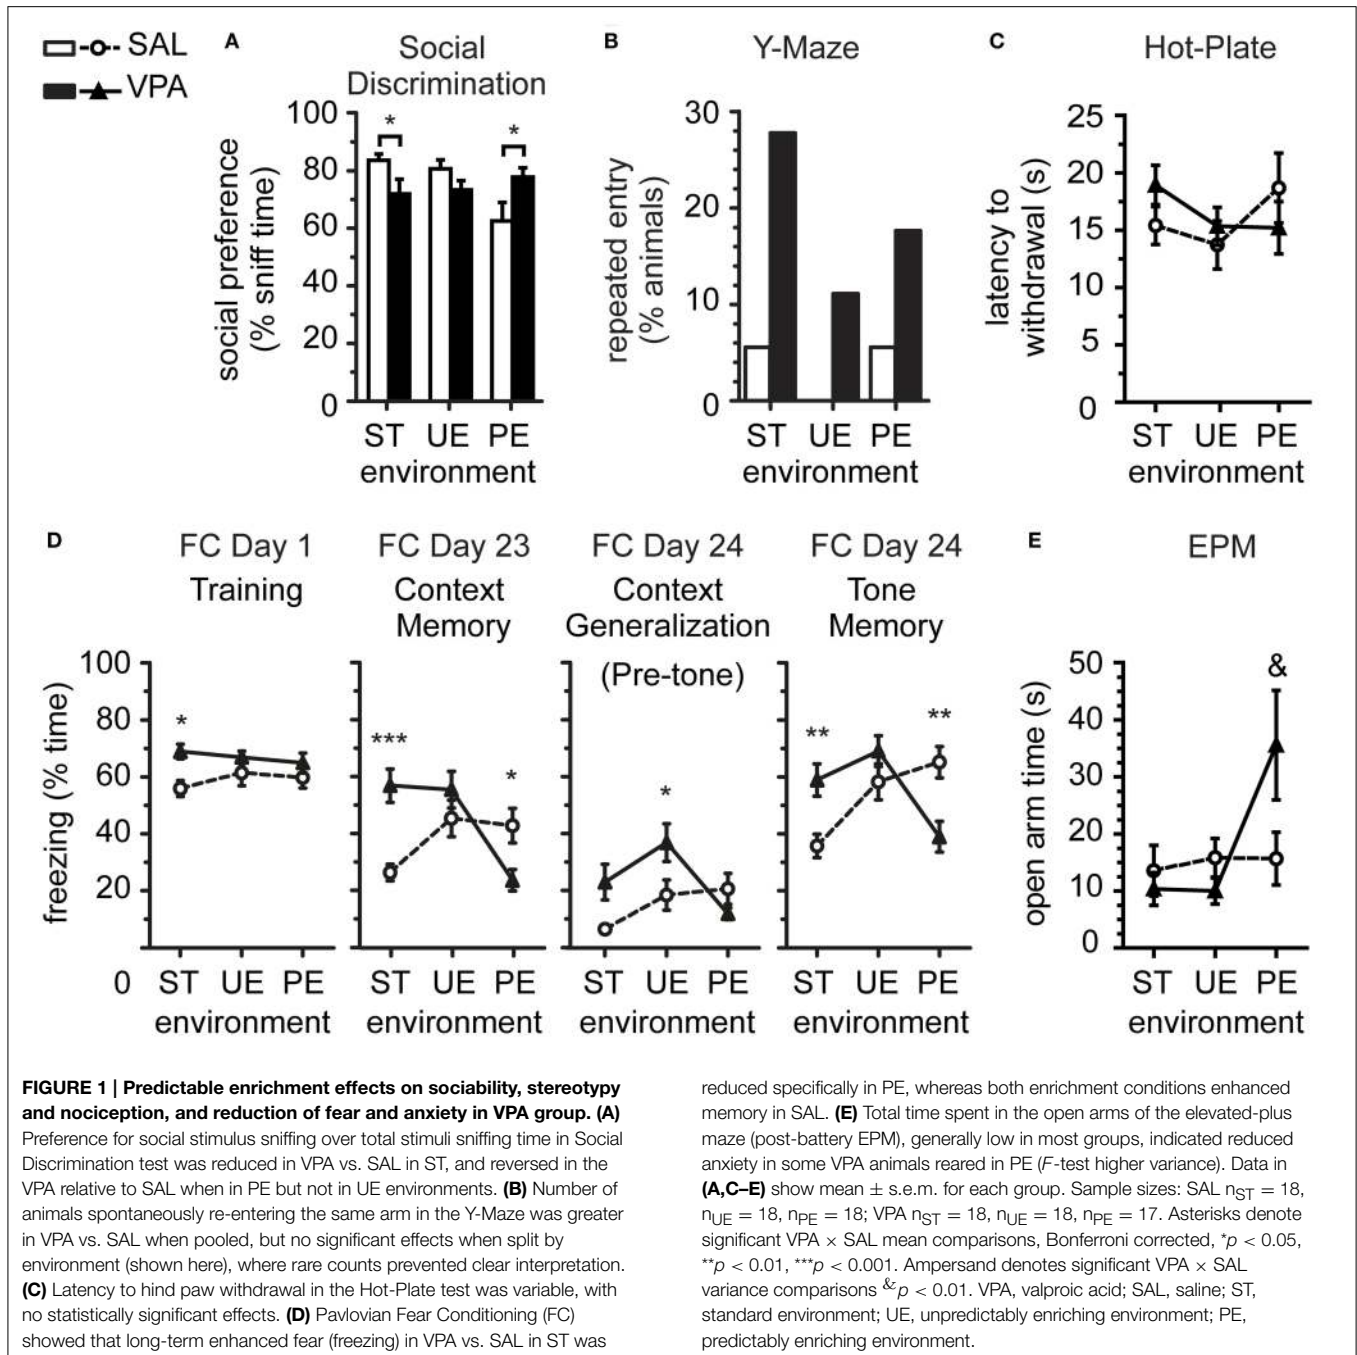 SAL
VPA
A
Social
Discrimination
100
80
60
40
20
0
social preference
(% sniff time)
*
*
ST UE PE
environment
B
Y-Maze
30
20
10
0
repeated entry
(% animals)
ST UE PE
environment
C
Hot-Plate
25
20
15
10
5
0
latency to
withdrawal (s)
ST UE PE
environment
D
FC Day 1
Training
FC Day 23
Context
Memory
FC Day 24
Context
Generalization
(Pre-tone)
FC Day 24
Tone
Memory
100
80
60
40
20
0
freezing (% time)
*
***
*
*
**
**
ST UE PE
environment
ST UE PE
environment
ST UE PE
environment
ST UE PE
environment
E
EPM
50
40
30
20
10
0
open arm time (s)
&
ST UE PE
environment
FIGURE 1 | Predictable enrichment effects on sociability, stereotypy
and nociception, and reduction of fear and anxiety in VPA group. (A)
Preference for social stimulus sniffing over total stimuli sniffing time in Social
Discrimination test was reduced in VPA vs. SAL in ST, and reversed in the
VPA relative to SAL when in PE but not in UE environments. (B) Number of
animals spontaneously re-entering the same arm in the Y-Maze was greater
in VPA vs. SAL when pooled, but no significant effects when split by
environment (shown here), where rare counts prevented clear interpretation.
(C) Latency to hind paw withdrawal in the Hot-Plate test was variable, with
no statistically significant effects. (D) Pavlovian Fear Conditioning (FC)
showed that long-term enhanced fear (freezing) in VPA vs. SAL in ST was
reduced specifically in PE, whereas both enrichment conditions enhanced
memory in SAL. (E) Total time spent in the open arms of the elevated-plus
maze (post-battery EPM), generally low in most groups, indicated reduced
anxiety in some VPA animals reared in PE (F-test higher variance). Data in
(A,C–E) show mean ± s.e.m. for each group. Sample sizes: SAL nST = 18,
nUE = 18, nPE = 18; VPA nST = 18, nUE = 18, nPE = 17. Asterisks denote
significant VPA × SAL mean comparisons, Bonferroni corrected, *p < 0.05,
**p < 0.01, ***p < 0.001. Ampersand denotes significant VPA × SAL
variance comparisons &p < 0.01. VPA, valproic acid; SAL, saline; ST,
standard environment; UE, unpredictably enriching environment; PE,
predictably enriching environment.